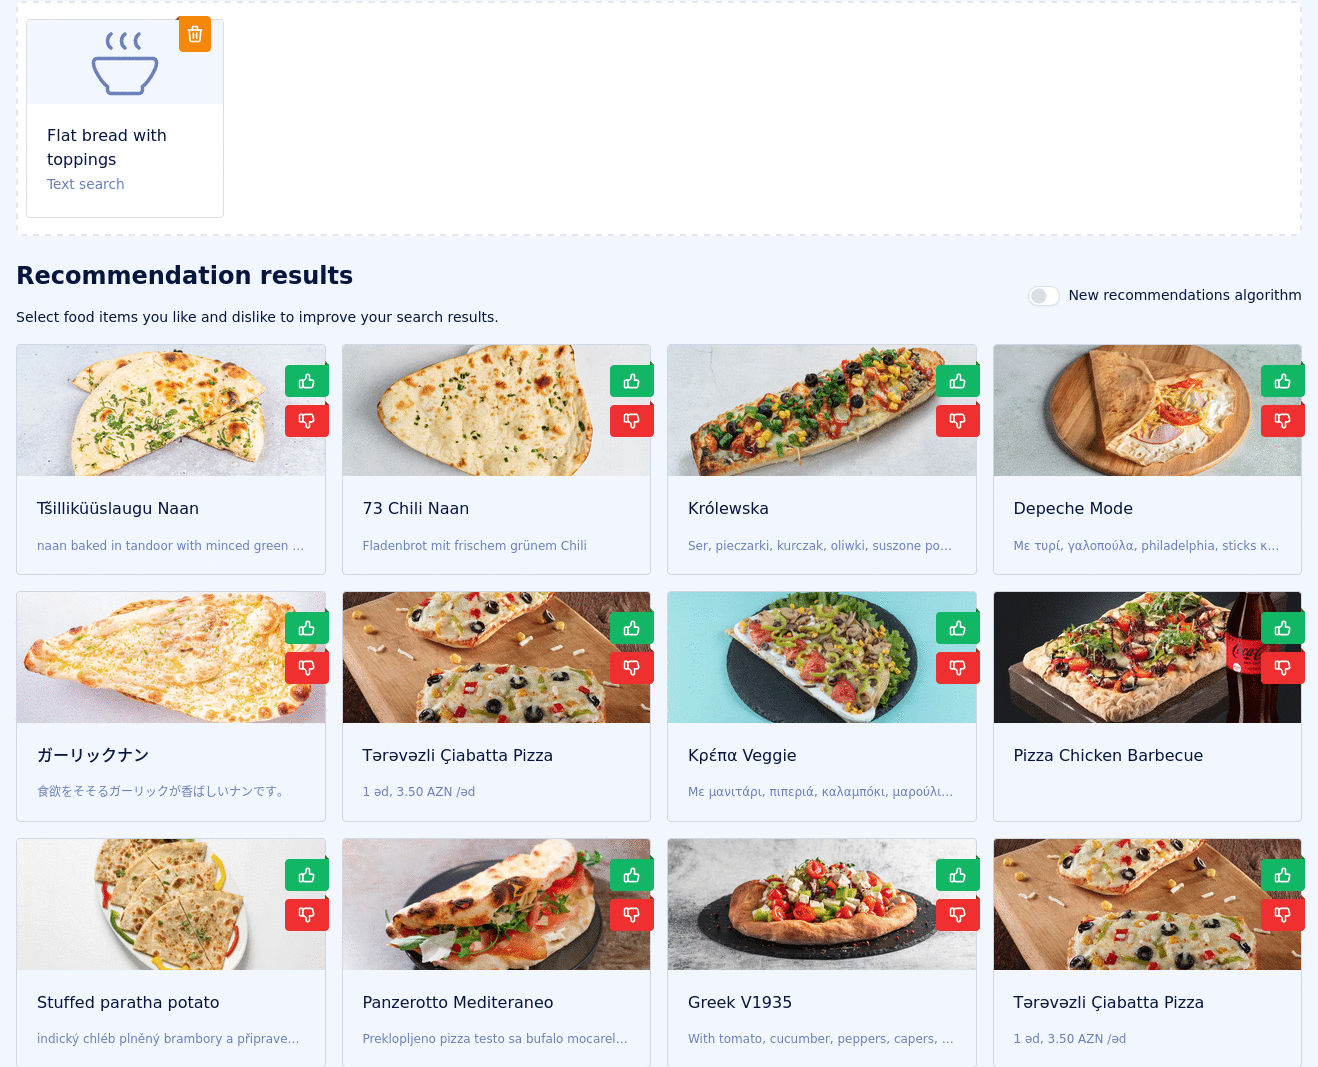 Flat bread with
toppings
Text search
Recommendation results
New recommendations algorithm
Select food items you like and dislike to improve your search results.
Tšilliküüslaugu Naan
naan baked in tandoor with minced green ...
73 Chili Naan
Fladenbrot mit frischem grünem Chili
Królewska
Ser, pieczarki, kurczak, oliwki, suszone po...
Depeche Mode
Με τυρί, γαλοπούλα, philadelphia, sticks κ...
ガーリックナン
食欲をそそるガーリックが香ばしいナンです。
Tərəvəzli Çiabatta Pizza
1 əd, 3.50 AZN /əd
Κρέπα Veggie
Με μανιτάρι, πιπεριά, καλαμπόκι, μαρούλι...
Pizza Chicken Barbecue
Stuffed paratha potato
indický chléb plněný brambory a připrave...
Panzerotto Mediteraneo
Preklopljeno pizza testo sa bufalo mocarel...
Greek V1935
With tomato, cucumber, peppers, capers, ...
Tərəvəzli Çiabatta Pizza
1 əd, 3.50 AZN /əd